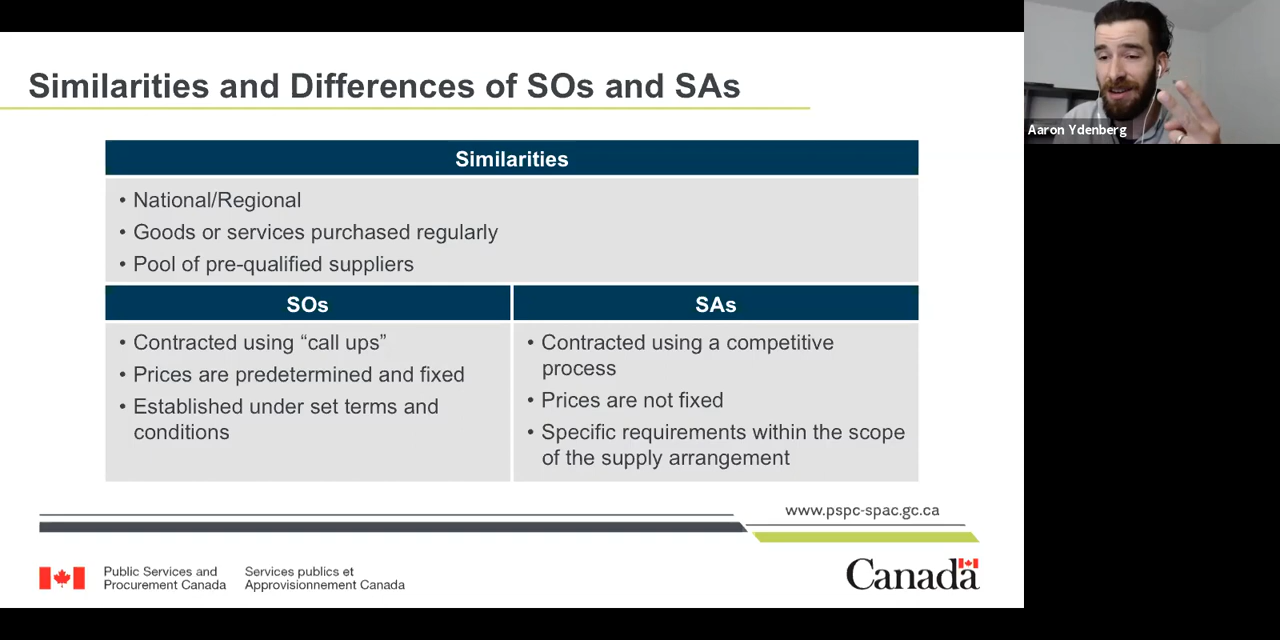 Similarities and Differences of SOs and SAs
Aaron Ydenberg
Similarities
• National/Regional
• Goods or services purchased regularly
• Pool of pre-qualified suppliers
SOs
• Contracted using “call ups”
• Prices are predetermined and fixed
• Established under set terms and
conditions
SAs
• Contracted using a competitive
process
• Prices are not fixed
• Specific requirements within the scope
of the supply arrangement
www.pspc-spac.gc.ca
Public Services and
Procurement Canada
Services publics et
Approvisionnement Canada
Canada